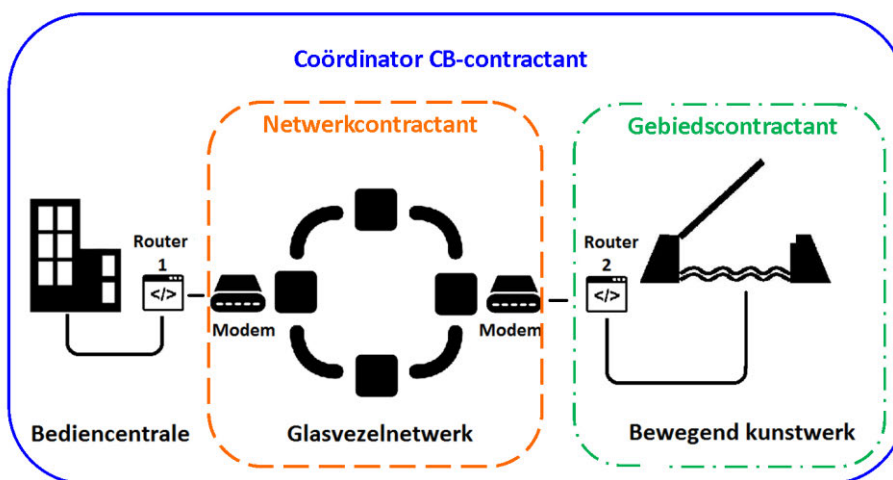 Coördinator CB-contractant
Netwerkcontractant
Gebiedscontractant
Router
1
</>
Modem
Modem
Router
2
</>
Bediencentrale
Glasvezelnetwerk
Bewegend kunstwerk